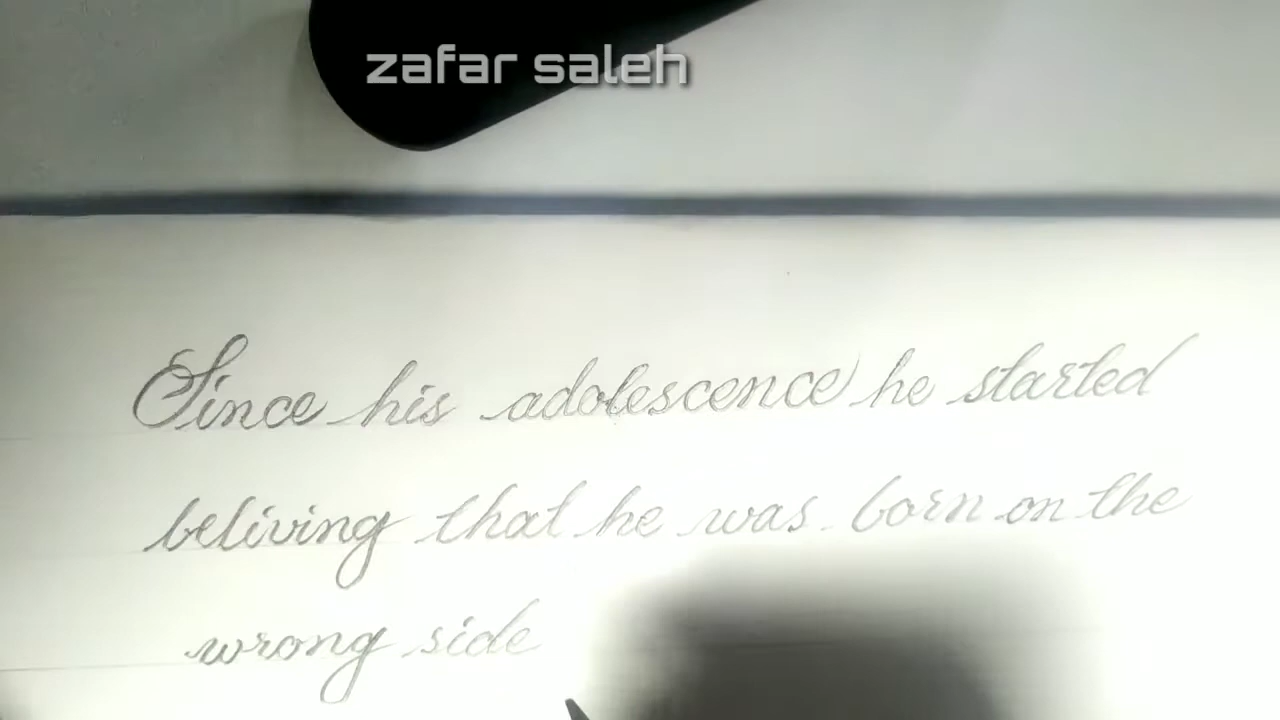 zafar saleh
Since his adolescence he started
beliving that he was born on the
wrong side